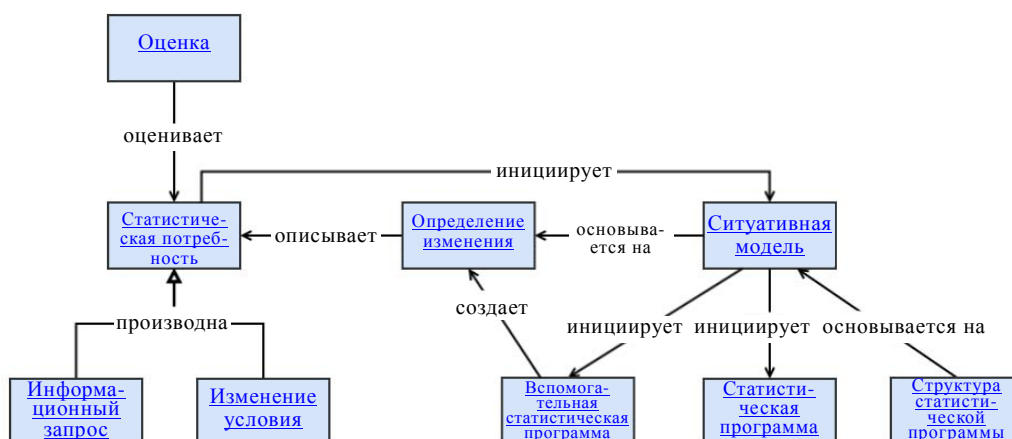 Оценка
оценивает
инициирует
Статистиче-
ская потреб-
ность
описывает
Определение
изменения
основыва-
ется на
Ситуативная
модель
создает
производна
инициирует
инициирует
основывается на
Информа-
ционный
запрос
Изменение
условия
Вспомога-
тельная
статистическая
программа
Статисти-
ческая
программа
Структура
статисти-
ческой
программы